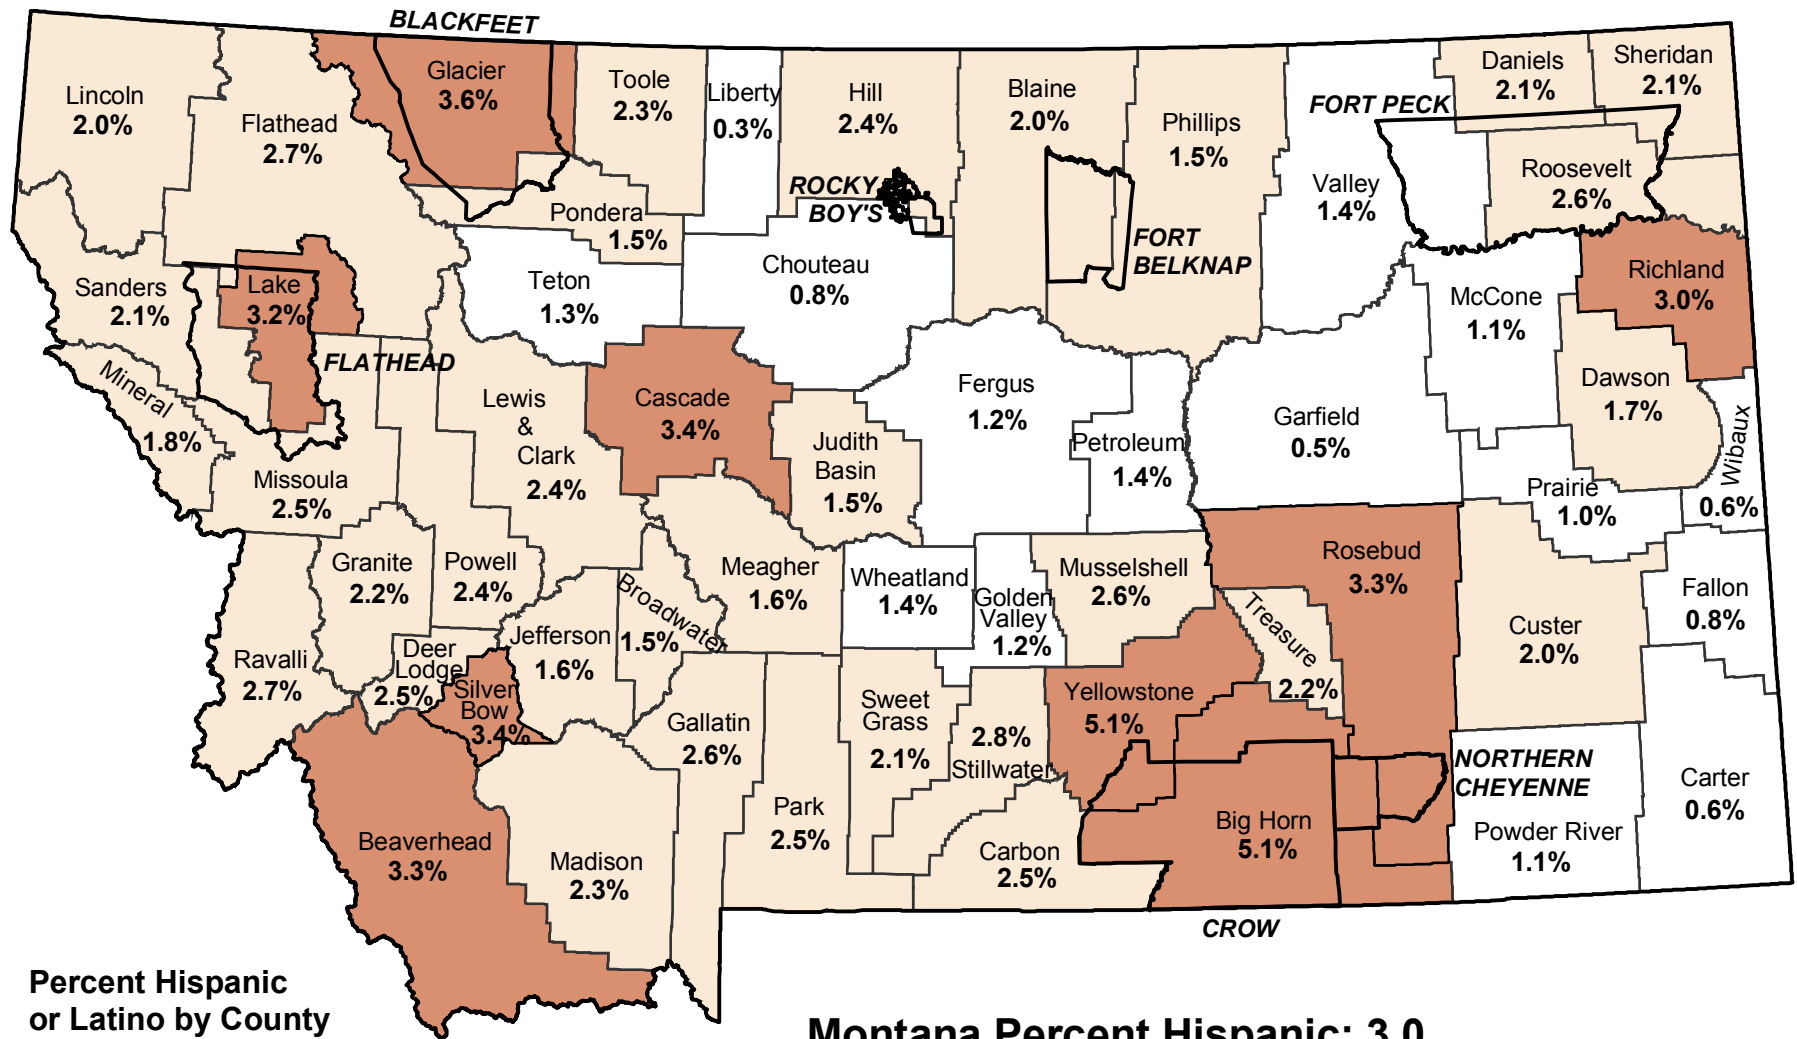 BLACKFEET
Lincoln
2.0%
Flathead
2.7%
Glacier
3.6%
Toole
2.3%
Liberty
0.3%
Hill
2.4%
Blaine
2.0%
Phillips
1.5%
FORT PECK
Valley
1.4%
Daniels
2.1%
Sheridan
2.1%
Roosevelt
2.6%
ROCKY
BOY'S
FORT
BELKNAP
Pondera
1.5%
Teton
1.3%
Chouteau
0.8%
Sanders
2.1%
Lake
3.2%
FLATHEAD
Mineral
1.8%
Missoula
2.5%
Lewis
&
Clark
2.4%
Cascade
3.4%
Judith
Basin
1.5%
Fergus
1.2%
Petroleum
1.4%
Garfield
0.5%
McCone
1.1%
Richland
3.0%
Dawson
1.7%
Wibaux
0.6%
Prairie
1.0%
Granite
2.2%
Powell
2.4%
Broadwater
1.5%
Meagher
1.6%
Wheatland
1.4%
Golden
Valley
1.2%
Musselshell
2.6%
Rosebud
3.3%
Treasure
2.2%
Custer
2.0%
Fallon
0.8%
Ravalli
2.7%
Deer
Lodge
2.5%
Silver
Bow
3.4%
Jefferson
1.6%
Gallatin
2.6%
Park
2.5%
Sweet
Grass
2.1%
2.8%
Stillwater
Yellowstone
5.1%
Big Horn
5.1%
NORTHERN
CHEYENNE
Powder River
1.1%
Carter
0.6%
Beaverhead
3.3%
Madison
2.3%
Carbon
2.5%
CROW
Percent Hispanic
or Latino by County
Montana Percent Hispanic: 3.0